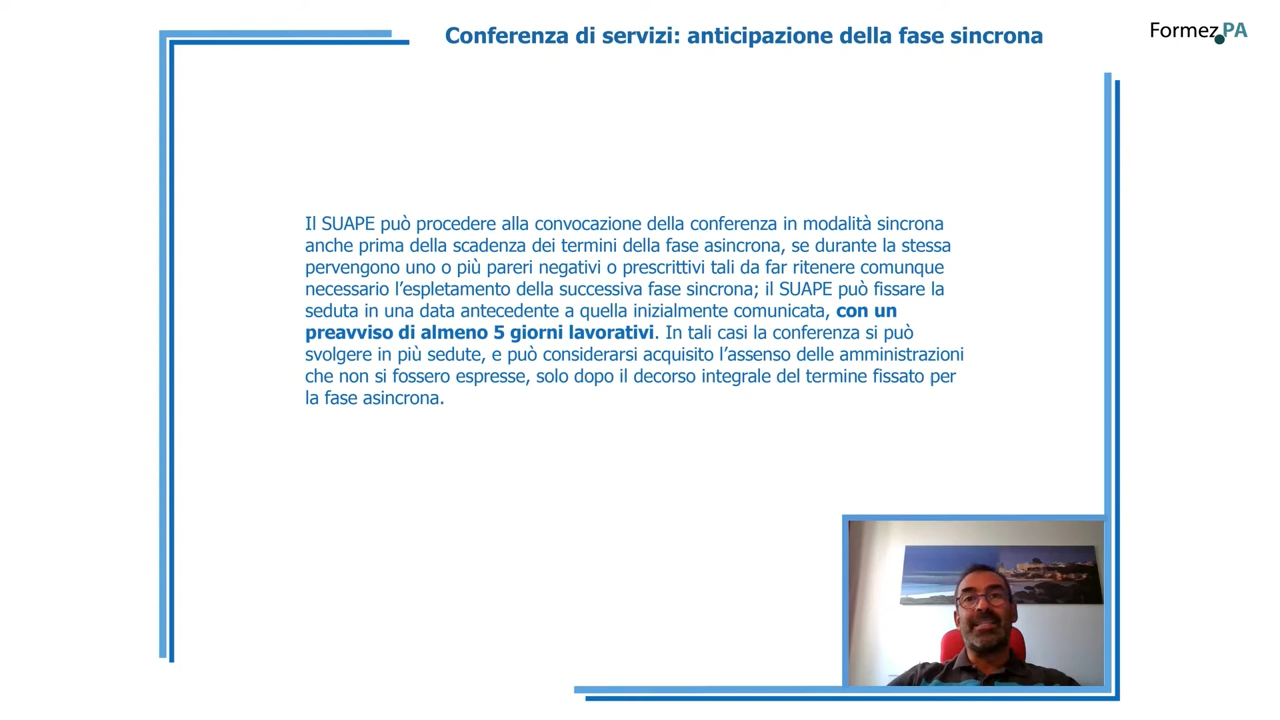 Conferenza di servizi: anticipazione della fase sincrona
Formez.PA
Il SUAPE può procedere alla convocazione della conferenza in modalità sincrona
anche prima della scadenza dei termini della fase asincrona, se durante la stessa
pervengono uno o più pareri negativi o prescrittivi tali da far ritenere comunque
necessario l’espletamento della successiva fase sincrona; il SUAPE può fissare la
seduta in una data antecedente a quella inizialmente comunicata, con un
preavviso di almeno 5 giorni lavorativi. In tali casi la conferenza si può
svolgere in più sedute, e può considerarsi acquisito l’assenso delle amministrazioni
che non si fossero espresse, solo dopo il decorso integrale del termine fissato per
la fase asincrona.